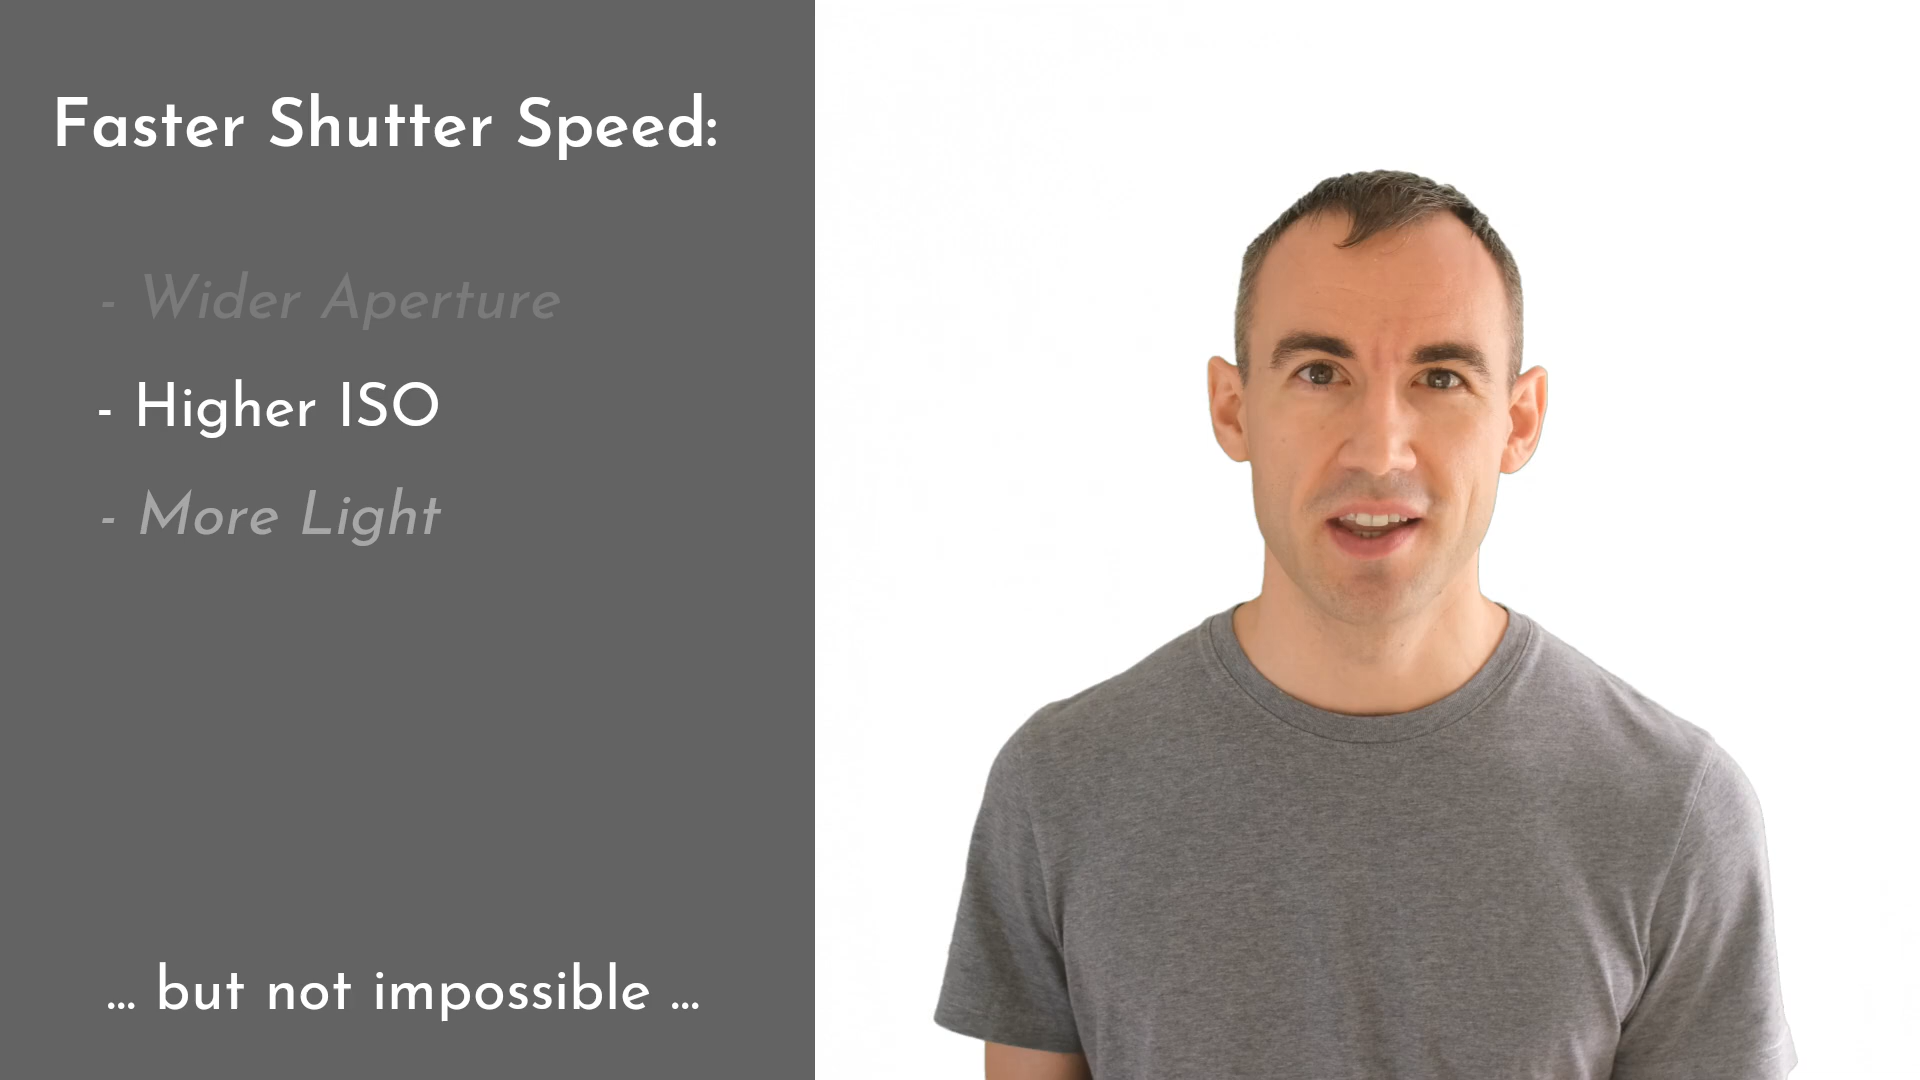 Faster Shutter Speed:
- Wider Aperture
- Higher ISO
- More Light
... but not impossible ...